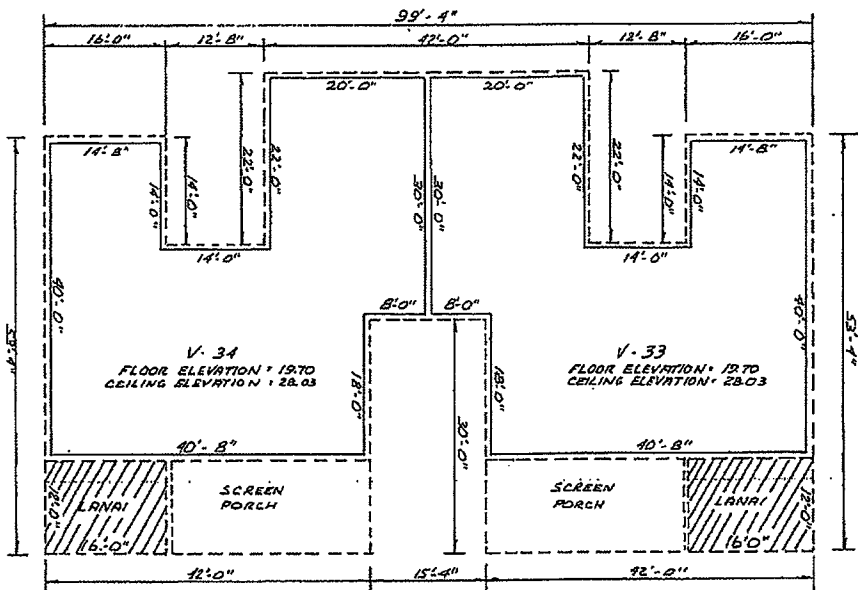 99'-4"
16'-0" 12'-8" 42'-0" 12'-8" 16'-0"
20'-0" 20'-0"
14'-8" 14'-8"
22'-0" 22'-0" 30'-0" 30'-0" 22'-0" 22'-0"
14'-0" 14'-0" 14'-0" 14'-0"
14'-0" 14'-0"
40'-0" 40'-0"
8'-0" 8'-0"
53'-4" 53'-4"
V-34 V-33
FLOOR ELEVATION = 19.70 FLOOR ELEVATION = 19.70
CEILING ELEVATION = 28.03 CEILING ELEVATION = 28.03
18'-0" 18'-0"
30'-0"
40'-8" 40'-8"
12'-0" LANAI SCREEN PORCH SCREEN PORCH LANAI 12'-0"
16'-0" 16'-0"
42'-0" 15'-4" 42'-0"